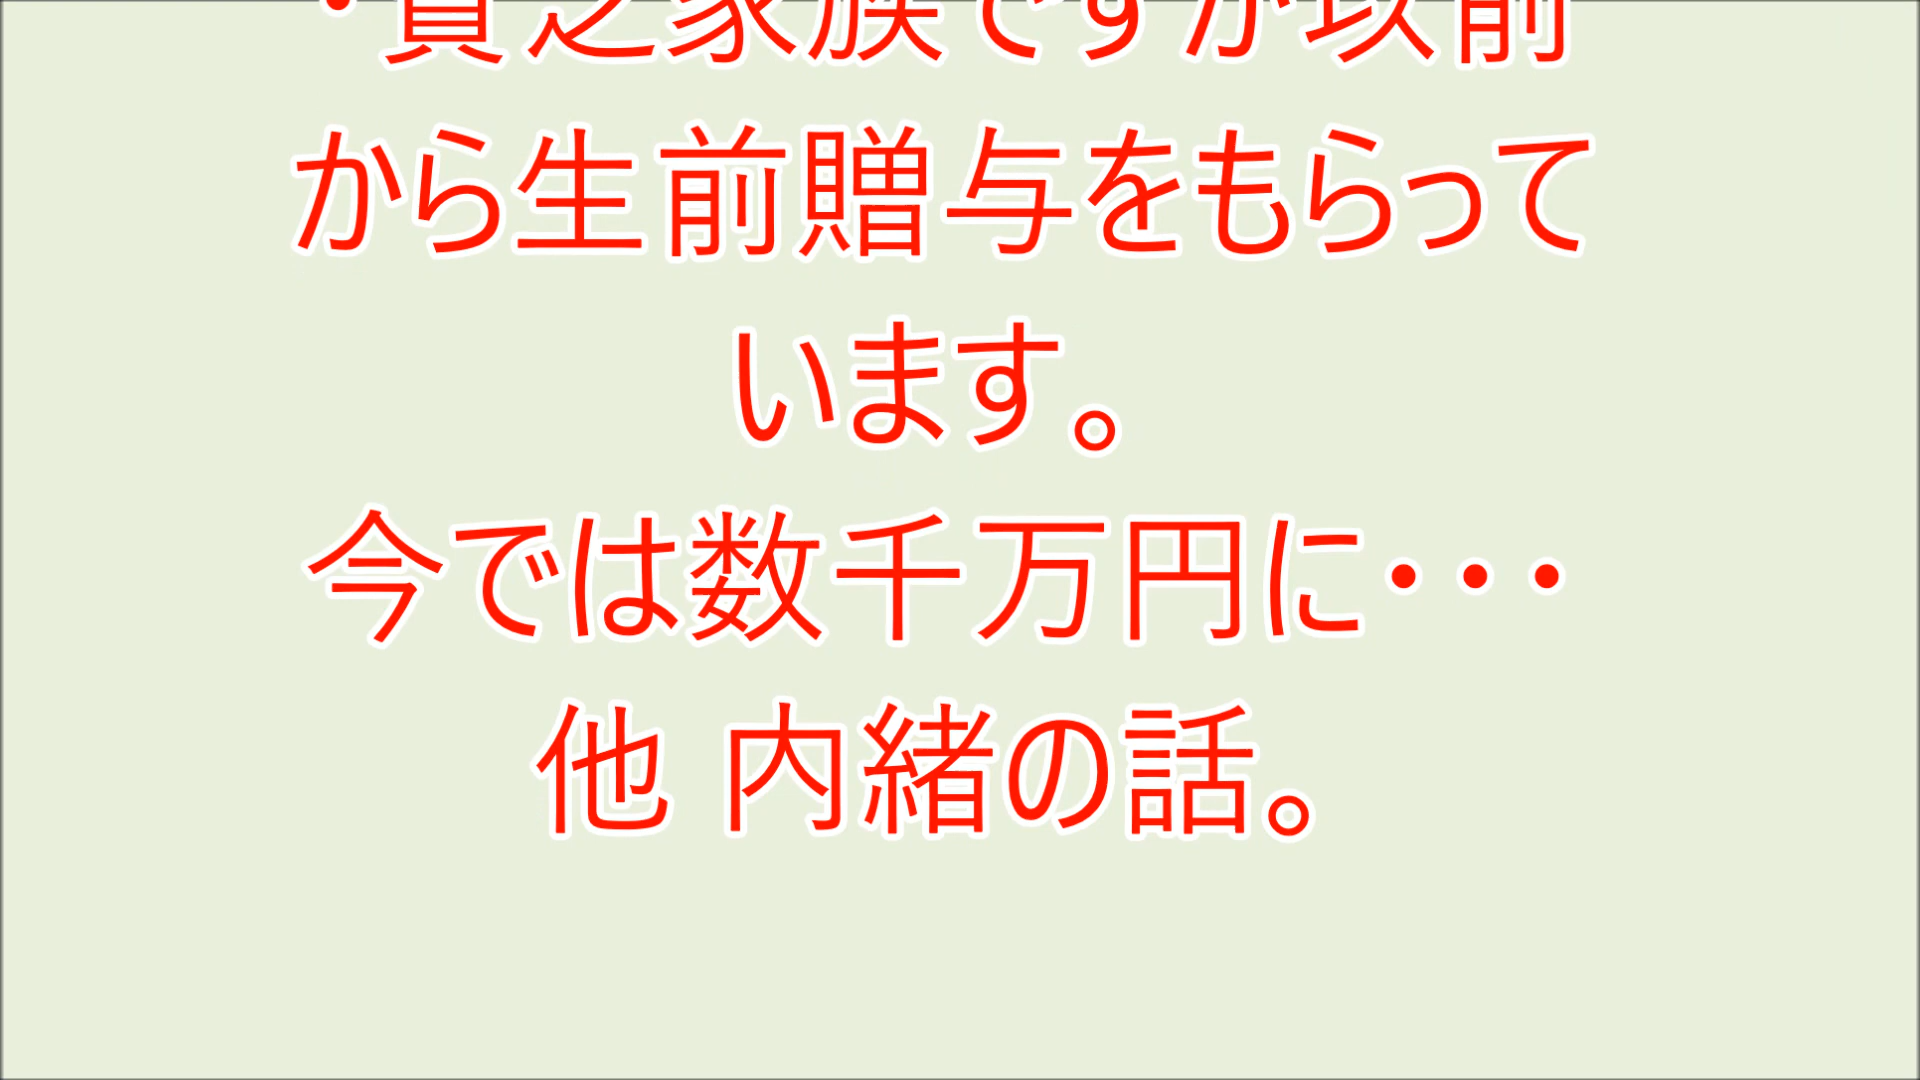 ・貧乏家族ですが以前
から生前贈与をもらって
います。
今では数千万円に・・・
他 内緒の話。